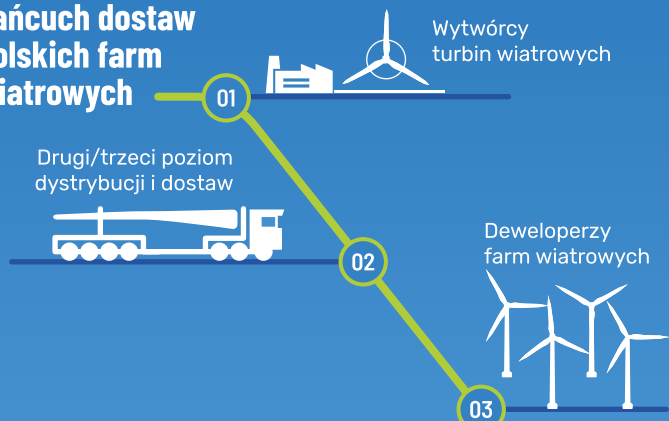 ańcuch dostaw
olskich farm
iatrowych
Wytwórcy
turbin wiatrowych
01
Drugi/trzeci poziom
dystrybucji i dostaw
02
Deweloperzy
farm wiatrowych
03